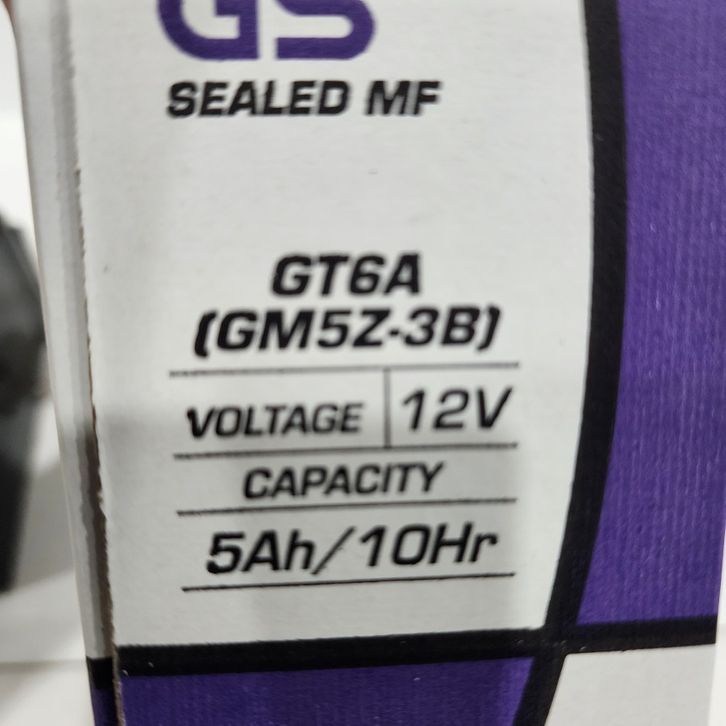 GS
SEALED MF
GT6A
(GM5Z-3B)
VOLTAGE 12V
CAPACITY
5Ah/10Hr